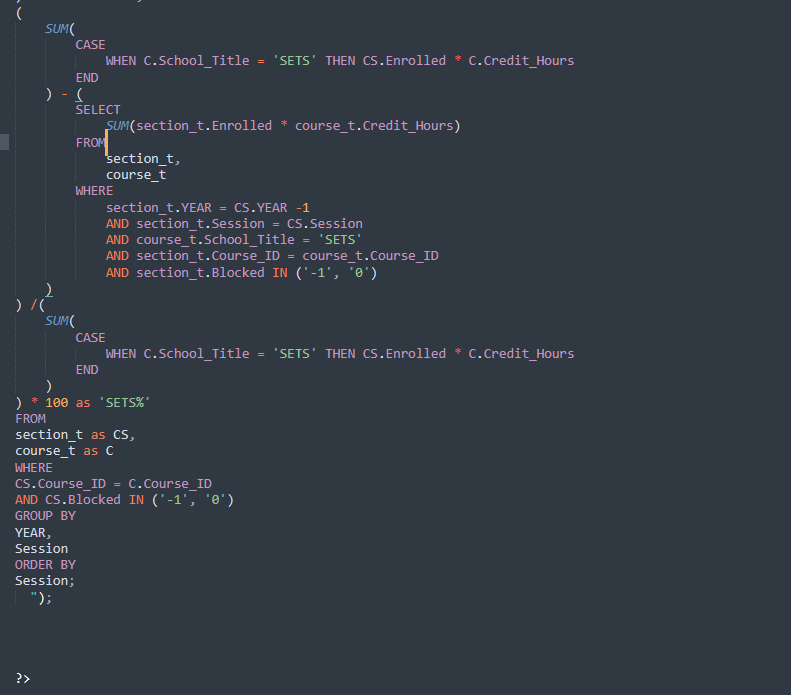 (
SUM(
CASE
WHEN C.School_Title = 'SETS' THEN CS.Enrolled * C.Credit_Hours
END
) - (
SELECT
SUM(section_t.Enrolled * course_t.Credit_Hours)
FROM
section_t,
course_t
WHERE
section_t.YEAR = CS.YEAR -1
AND section_t.Session = CS.Session
AND course_t.School_Title = 'SETS'
AND section_t.Course_ID = course_t.Course_ID
AND section_t.Blocked IN ('-1', '0')
)
) /(
SUM(
CASE
WHEN C.School_Title = 'SETS' THEN CS.Enrolled * C.Credit_Hours
END
)
) * 100 as 'SETS%'
FROM
section_t as CS,
course_t as C
WHERE
CS.Course_ID = C.Course_ID
AND CS.Blocked IN ('-1', '0')
GROUP BY
YEAR,
Session
ORDER BY
Session;
");
?>